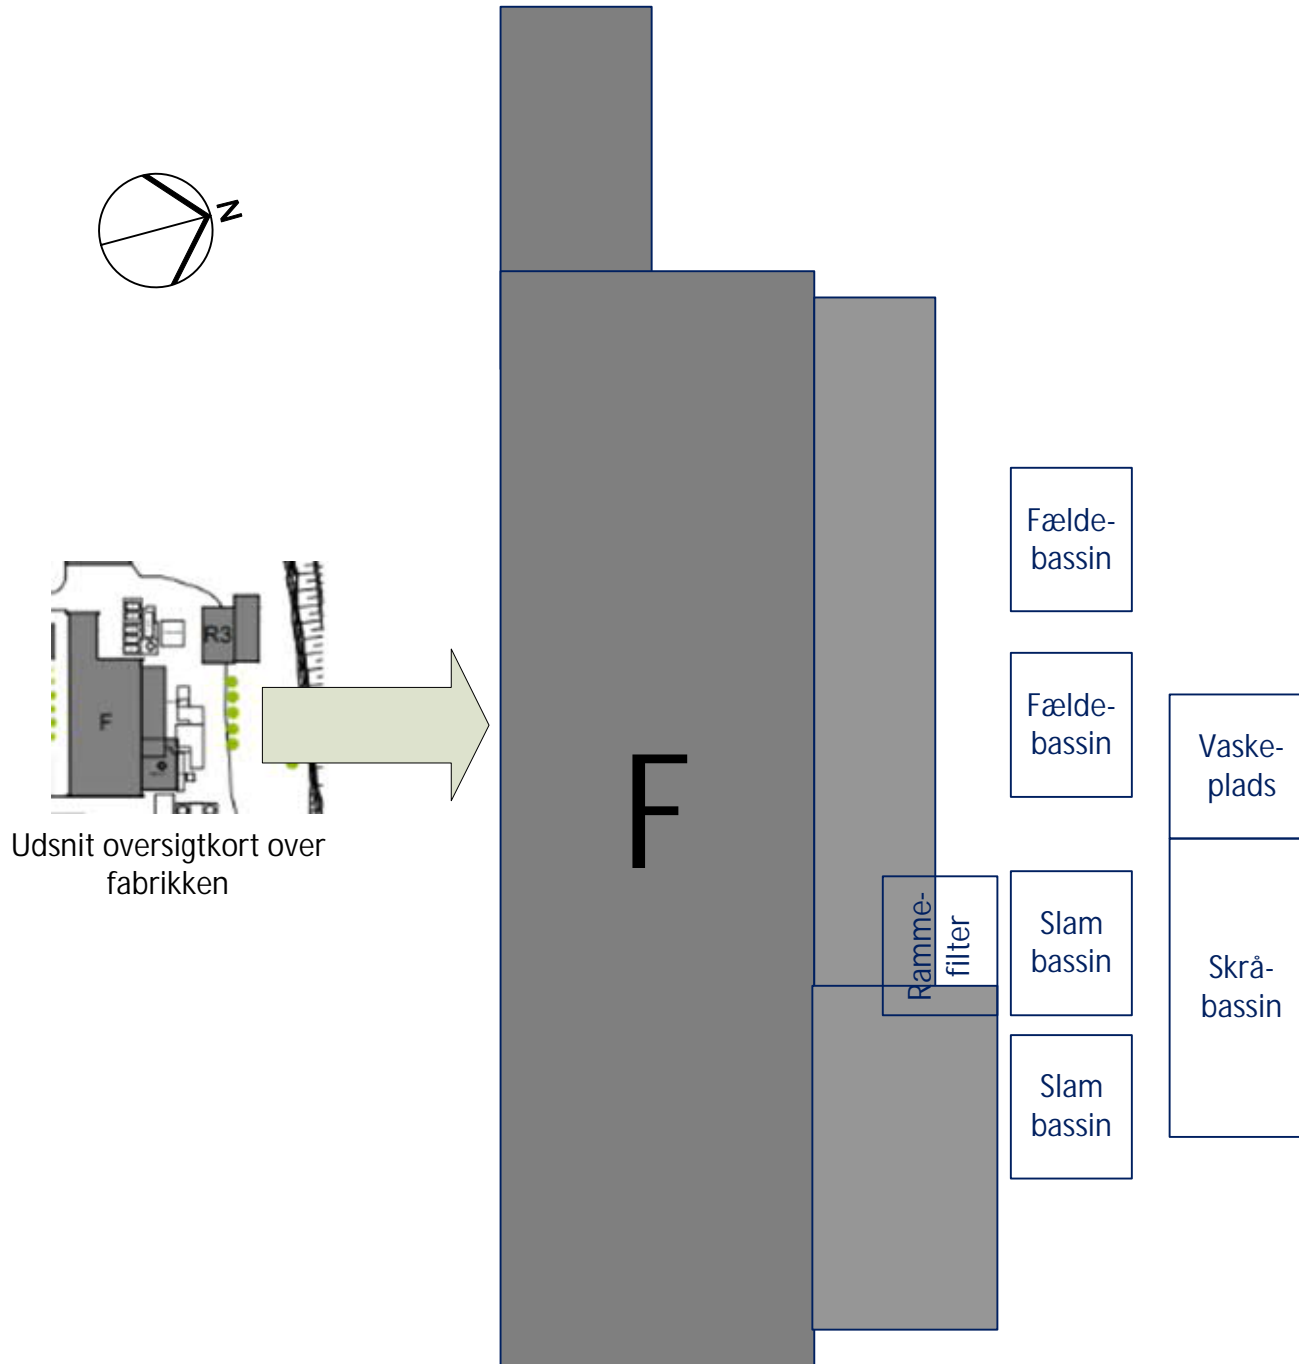 N
Fælde-
bassin
R3
F
Fælde-
bassin
Vaske-
plads
F
Udsnit oversigtkort over
fabrikken
Ramme-
filter
Slam
bassin
Skrå-
bassin
Slam
bassin